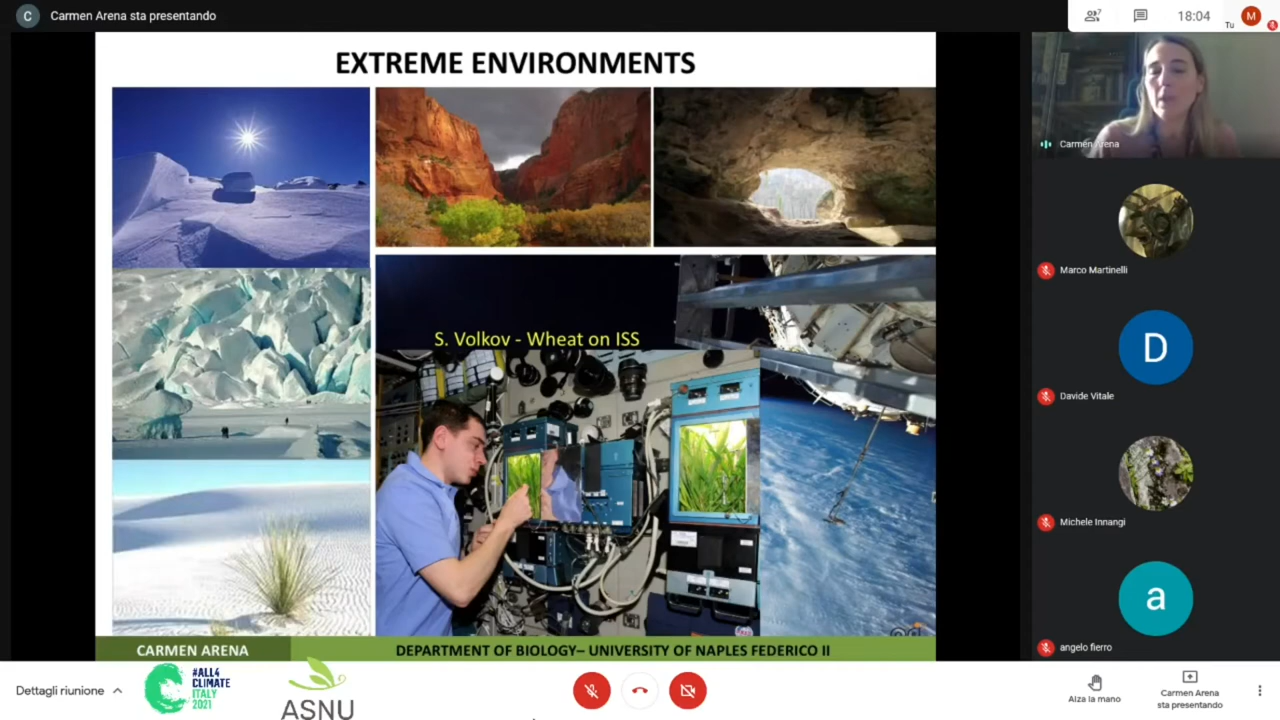 C Carmen Arena sta presentando
7
18:04
Tu
M
EXTREME ENVIRONMENTS
S. Volkov - Wheat on ISS
CARMEN ARENA
DEPARTMENT OF BIOLOGY– UNIVERSITY OF NAPLES FEDERICO II
Carmen Arena
Marco Martinelli
D
Davide Vitale
Michele Innangi
a
angelo fierro
Dettagli riunione
#ALL4
CLIMATE
ITALY
2021
ASNU
Alza la mano
Carmen Arena
sta presentando